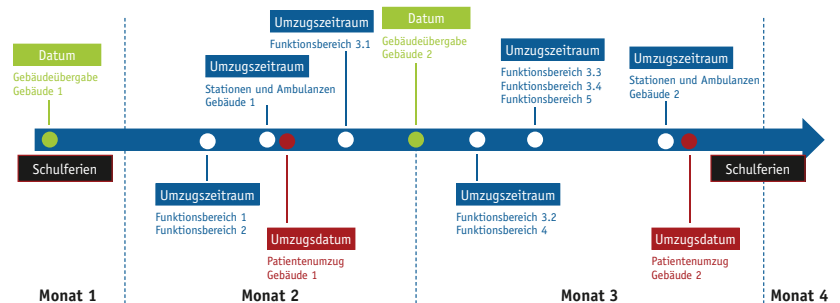 Datum
Gebäudeübergabe
Gebäude 1
Umzugszeitraum
Stationen und Ambulanzen
Gebäude 1
Umzugszeitraum
Funktionsbereich 3.1
Datum
Gebäudeübergabe
Gebäude 2
Umzugszeitraum
Funktionsbereich 3.3
Funktionsbereich 3.4
Funktionsbereich 5
Umzugszeitraum
Stationen und Ambulanzen
Gebäude 2
Schulferien
Umzugszeitraum
Funktionsbereich 1
Funktionsbereich 2
Umzugsdatum
Patientenumzug
Gebäude 1
Umzugszeitraum
Funktionsbereich 3.2
Funktionsbereich 4
Umzugsdatum
Patientenumzug
Gebäude 2
Schulferien
Monat 1
Monat 2
Monat 3
Monat 4